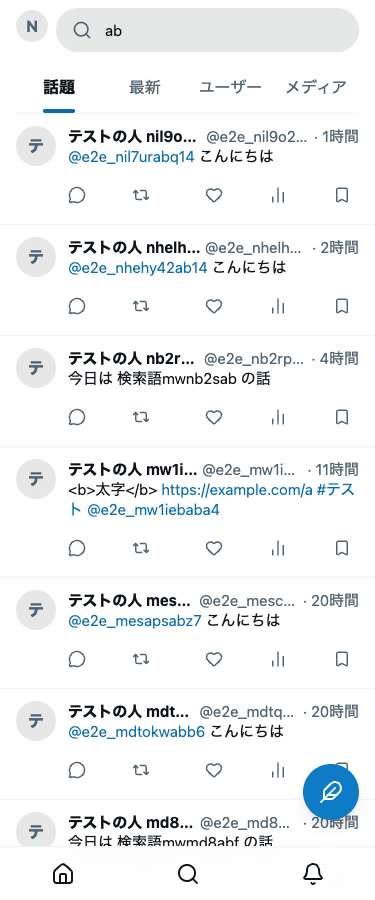 N
ab
話題 最新 ユーザー メディア
テ
テストの人 nil9o... @e2e_nil9o2... · 1時間
@e2e_nil7urabq14 こんにちは
テ
テストの人 nhelh... @e2e_nhelh... · 2時間
@e2e_nhehy42ab14 こんにちは
テ
テストの人 nb2r... @e2e_nb2rp... · 4時間
今日は 検索語mwnb2sab の話
テ
テストの人 mw1i... @e2e_mw1i... · 11時間
<b>太字</b> https://example.com/a #テス
ト @e2e_mw1iebaba4
テ
テストの人 mes... @e2e_mesc... · 20時間
@e2e_mesapsabz7 こんにちは
テ
テストの人 mdt... @e2e_mdtq... · 20時間
@e2e_mdtokwabb6 こんにちは
テ
テストの人 md8... @e2e_md8... · 20時間
今日は 検索語mwmd8abf の話